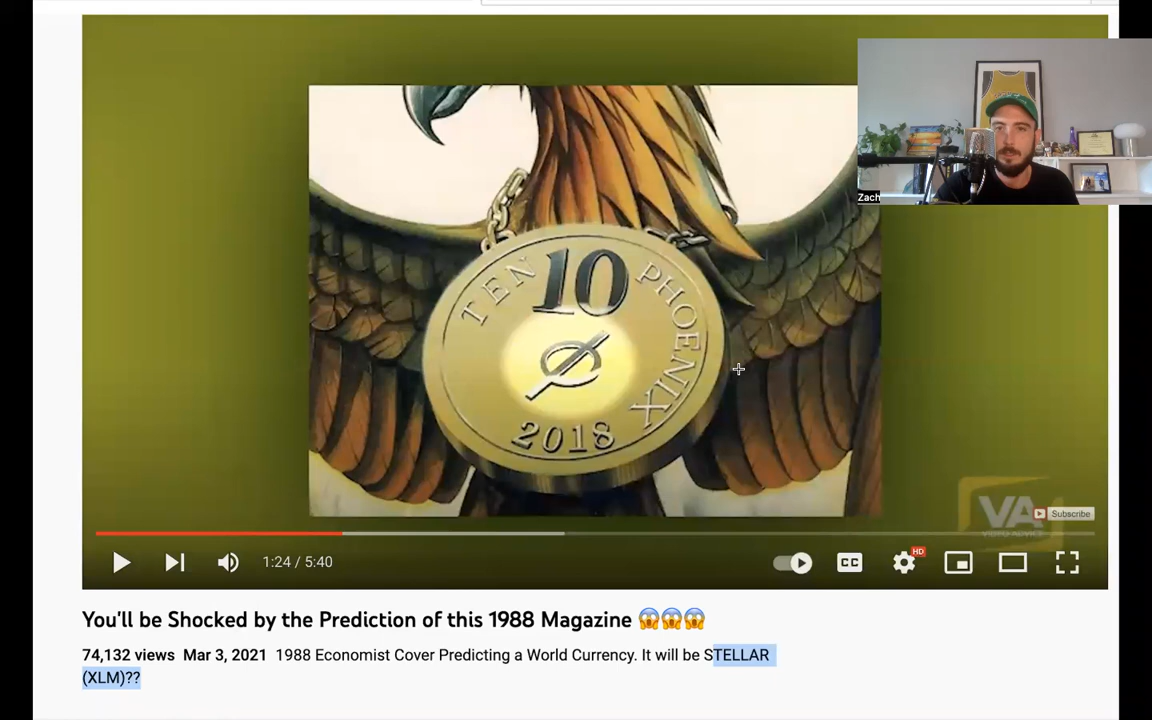 TEN 10 PHOENIX
2018
Zach
VA Subscribe
VIDEO ADVICE
1:24 / 5:40
CC
HD
You'll be Shocked by the Prediction of this 1988 Magazine 😱😱😱
74,132 views Mar 3, 2021 1988 Economist Cover Predicting a World Currency. It will be STELLAR
(XLM)??